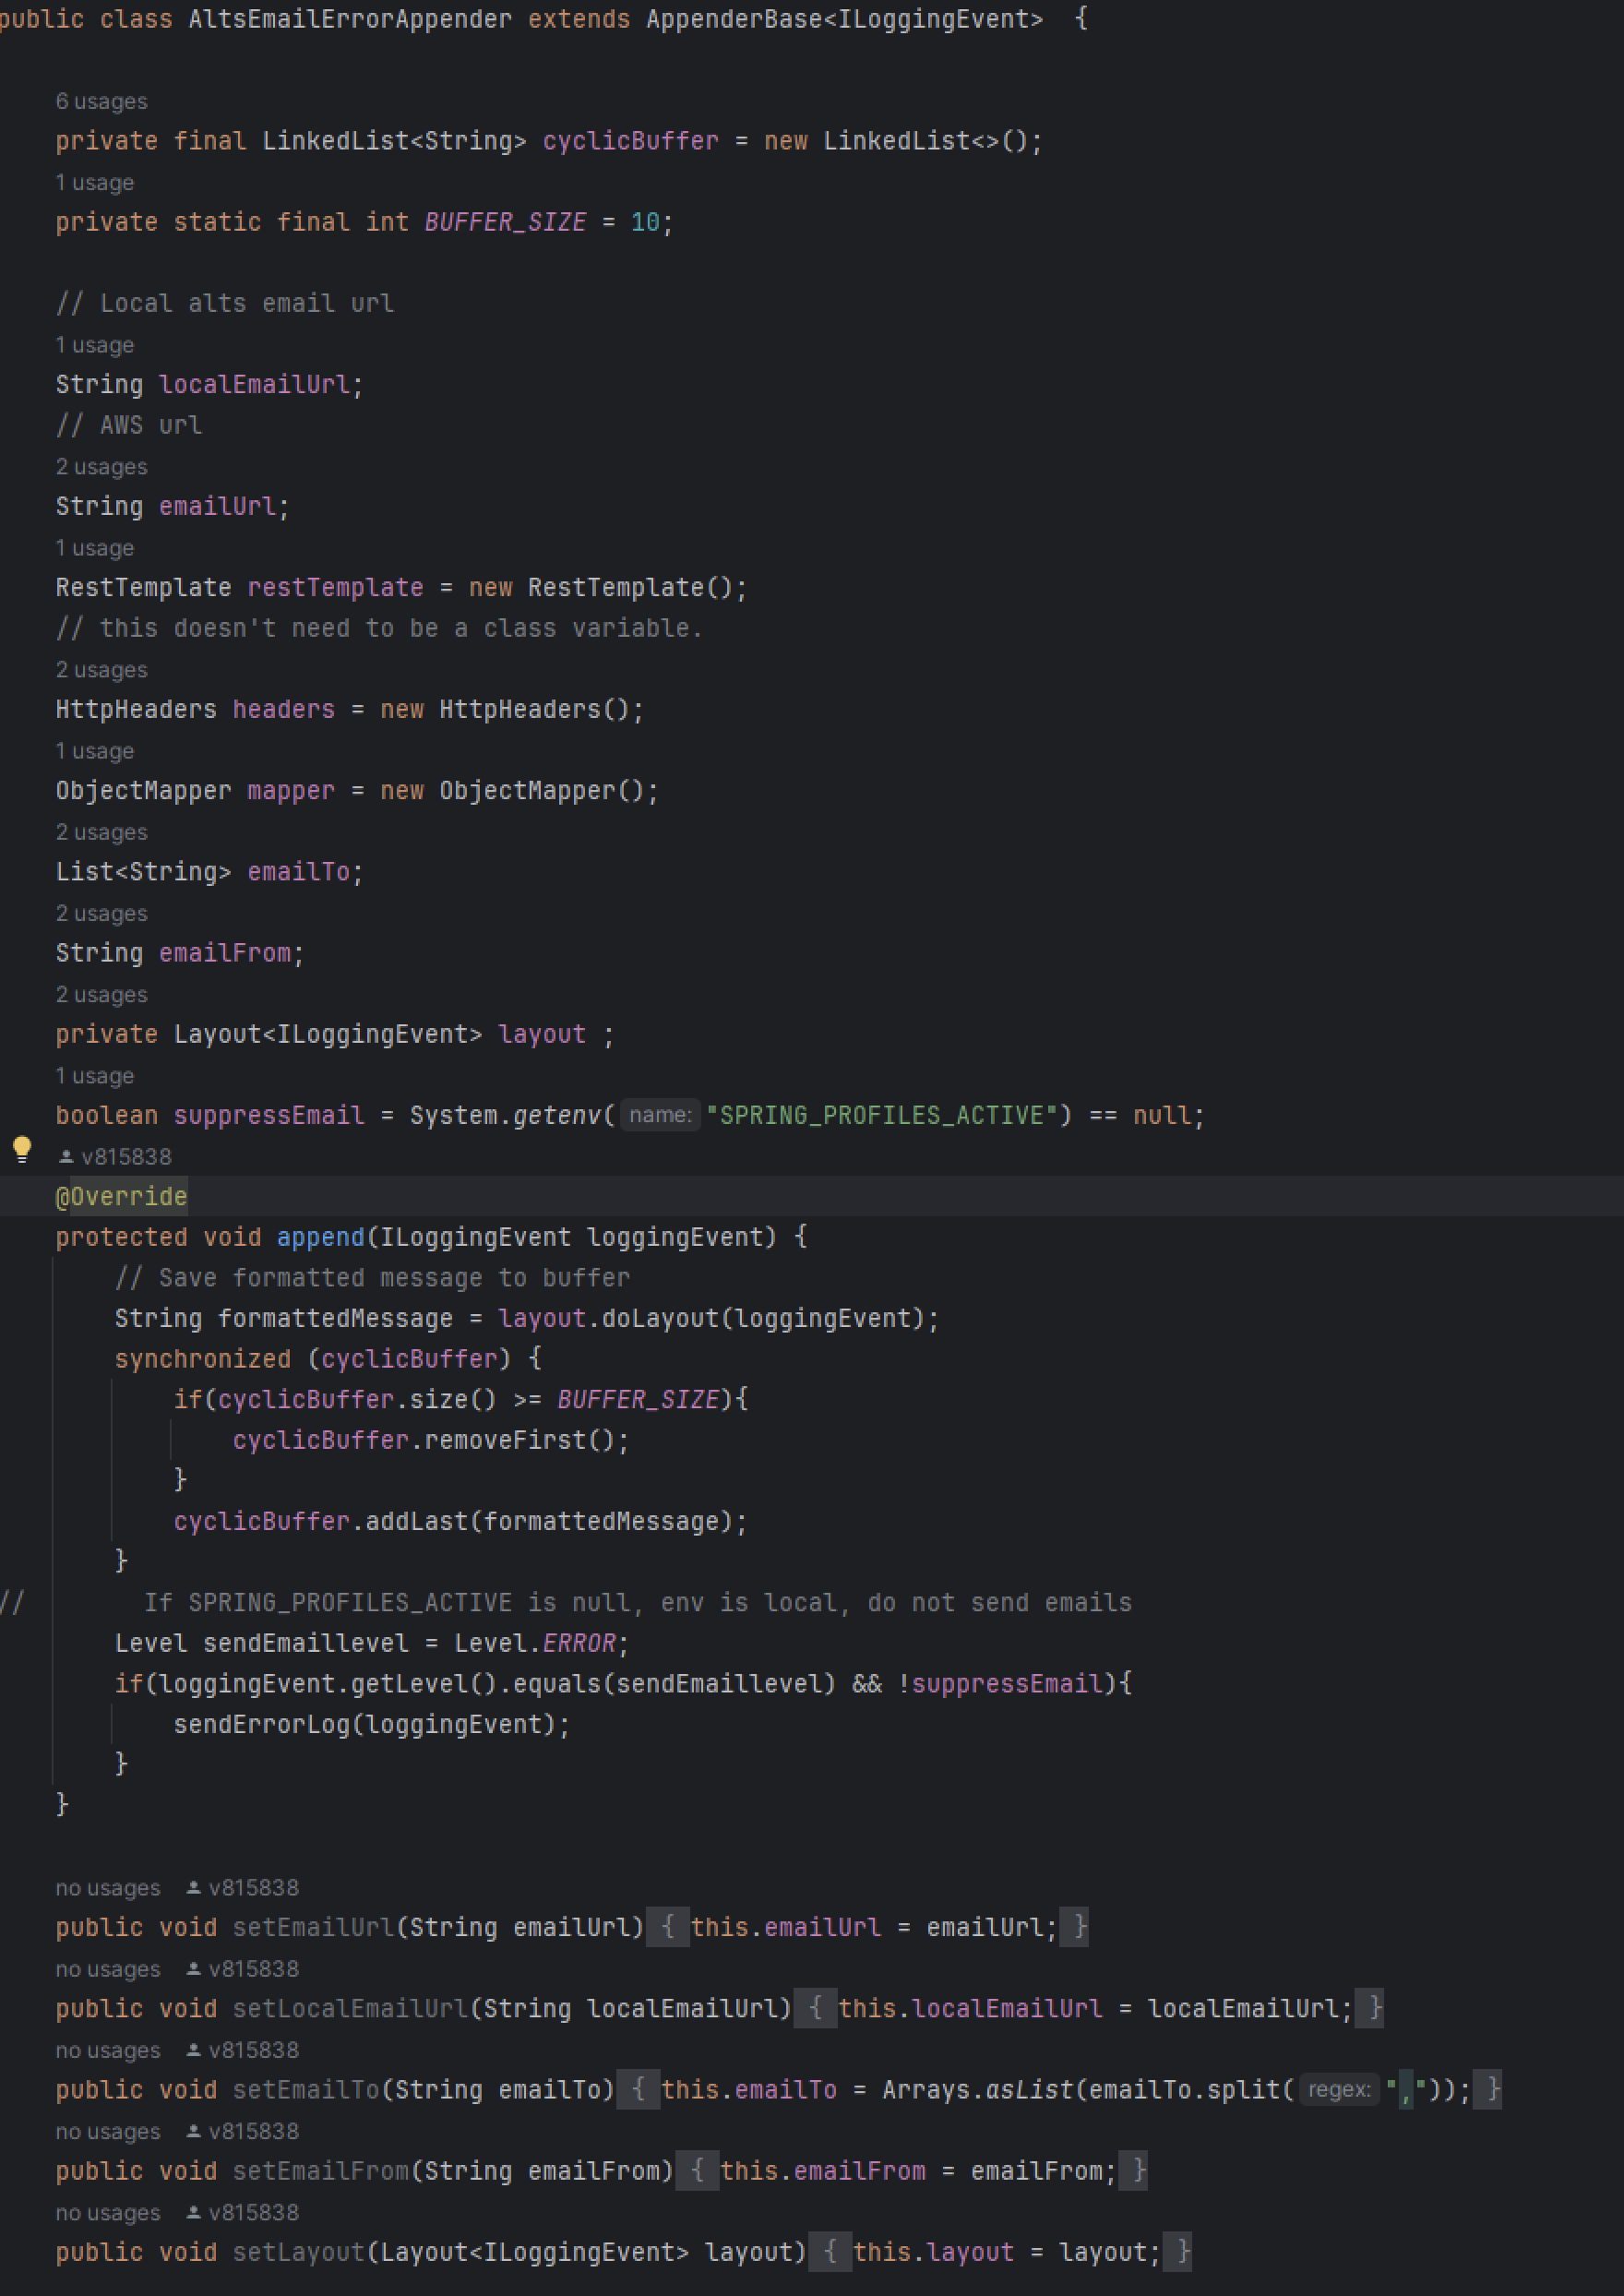 public class AltsEmailErrorAppender extends AppenderBase<ILoggingEvent>  {
6 usages
private final LinkedList<String> cyclicBuffer = new LinkedList<>();
1 usage
private static final int BUFFER_SIZE = 10;
// Local alts email url
1 usage
String localEmailUrl;
// AWS url
2 usages
String emailUrl;
1 usage
RestTemplate restTemplate = new RestTemplate();
// this doesn't need to be a class variable.
2 usages
HttpHeaders headers = new HttpHeaders();
1 usage
ObjectMapper mapper = new ObjectMapper();
2 usages
List<String> emailTo;
2 usages
String emailFrom;
2 usages
private Layout<ILoggingEvent> layout ;
1 usage
boolean suppressEmail = System.getenv( name: "SPRING_PROFILES_ACTIVE") == null;
v815838
@Override
protected void append(ILoggingEvent loggingEvent) {
// Save formatted message to buffer
String formattedMessage = layout.doLayout(loggingEvent);
synchronized (cyclicBuffer) {
if(cyclicBuffer.size() >= BUFFER_SIZE){
cyclicBuffer.removeFirst();
}
cyclicBuffer.addLast(formattedMessage);
}
//        If SPRING_PROFILES_ACTIVE is null, env is local, do not send emails
Level sendEmaillevel = Level.ERROR;
if(loggingEvent.getLevel().equals(sendEmaillevel) && !suppressEmail){
sendErrorLog(loggingEvent);
}
}
no usages v815838
public void setEmailUrl(String emailUrl) { this.emailUrl = emailUrl; }
no usages v815838
public void setLocalEmailUrl(String localEmailUrl) { this.localEmailUrl = localEmailUrl; }
no usages v815838
public void setEmailTo(String emailTo) { this.emailTo = Arrays.asList(emailTo.split( regex: ",")); }
no usages v815838
public void setEmailFrom(String emailFrom) { this.emailFrom = emailFrom; }
no usages v815838
public void setLayout(Layout<ILoggingEvent> layout) { this.layout = layout; }